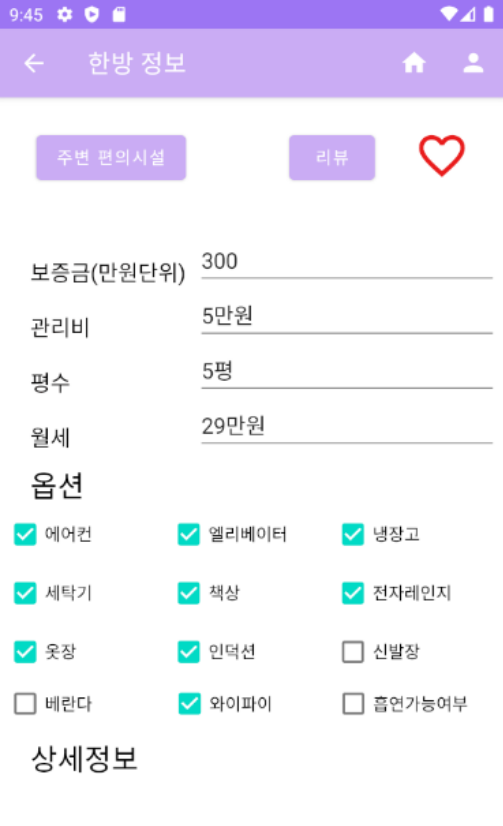 9:45
한방 정보
주변 편의시설 리뷰
보증금(만원단위) 300
관리비 5만원
평수 5평
월세 29만원
옵션
에어컨 엘리베이터 냉장고
세탁기 책상 전자레인지
옷장 인덕션 신발장
베란다 와이파이 흡연가능여부
상세정보